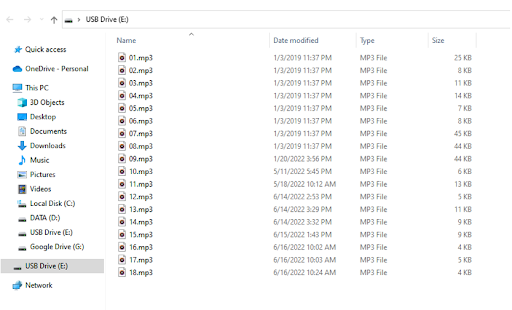 USB Drive (E:)
Name Date modified Type Size
Quick access
OneDrive - Personal
This PC
3D Objects
Desktop
Documents
Downloads
Music
Pictures
Videos
Local Disk (C:)
DATA (D:)
USB Drive (E:)
Google Drive (G:)
USB Drive (E:)
Network
01.mp3 1/3/2019 11:37 PM MP3 File 25 KB
02.mp3 1/3/2019 11:37 PM MP3 File 8 KB
03.mp3 1/3/2019 11:37 PM MP3 File 11 KB
04.mp3 1/3/2019 11:37 PM MP3 File 14 KB
05.mp3 1/3/2019 11:37 PM MP3 File 7 KB
06.mp3 1/3/2019 11:37 PM MP3 File 8 KB
07.mp3 1/3/2019 11:37 PM MP3 File 45 KB
08.mp3 1/3/2019 11:37 PM MP3 File 44 KB
09.mp3 1/20/2022 3:56 PM MP3 File 44 KB
10.mp3 5/11/2022 5:45 PM MP3 File 6 KB
11.mp3 5/18/2022 10:12 AM MP3 File 13 KB
12.mp3 6/14/2022 2:53 PM MP3 File 5 KB
13.mp3 6/14/2022 3:29 PM MP3 File 11 KB
14.mp3 6/14/2022 3:32 PM MP3 File 9 KB
15.mp3 6/15/2022 1:43 PM MP3 File 9 KB
16.mp3 6/16/2022 10:02 AM MP3 File 4 KB
17.mp3 6/16/2022 10:03 AM MP3 File 5 KB
18.mp3 6/16/2022 10:24 AM MP3 File 4 KB